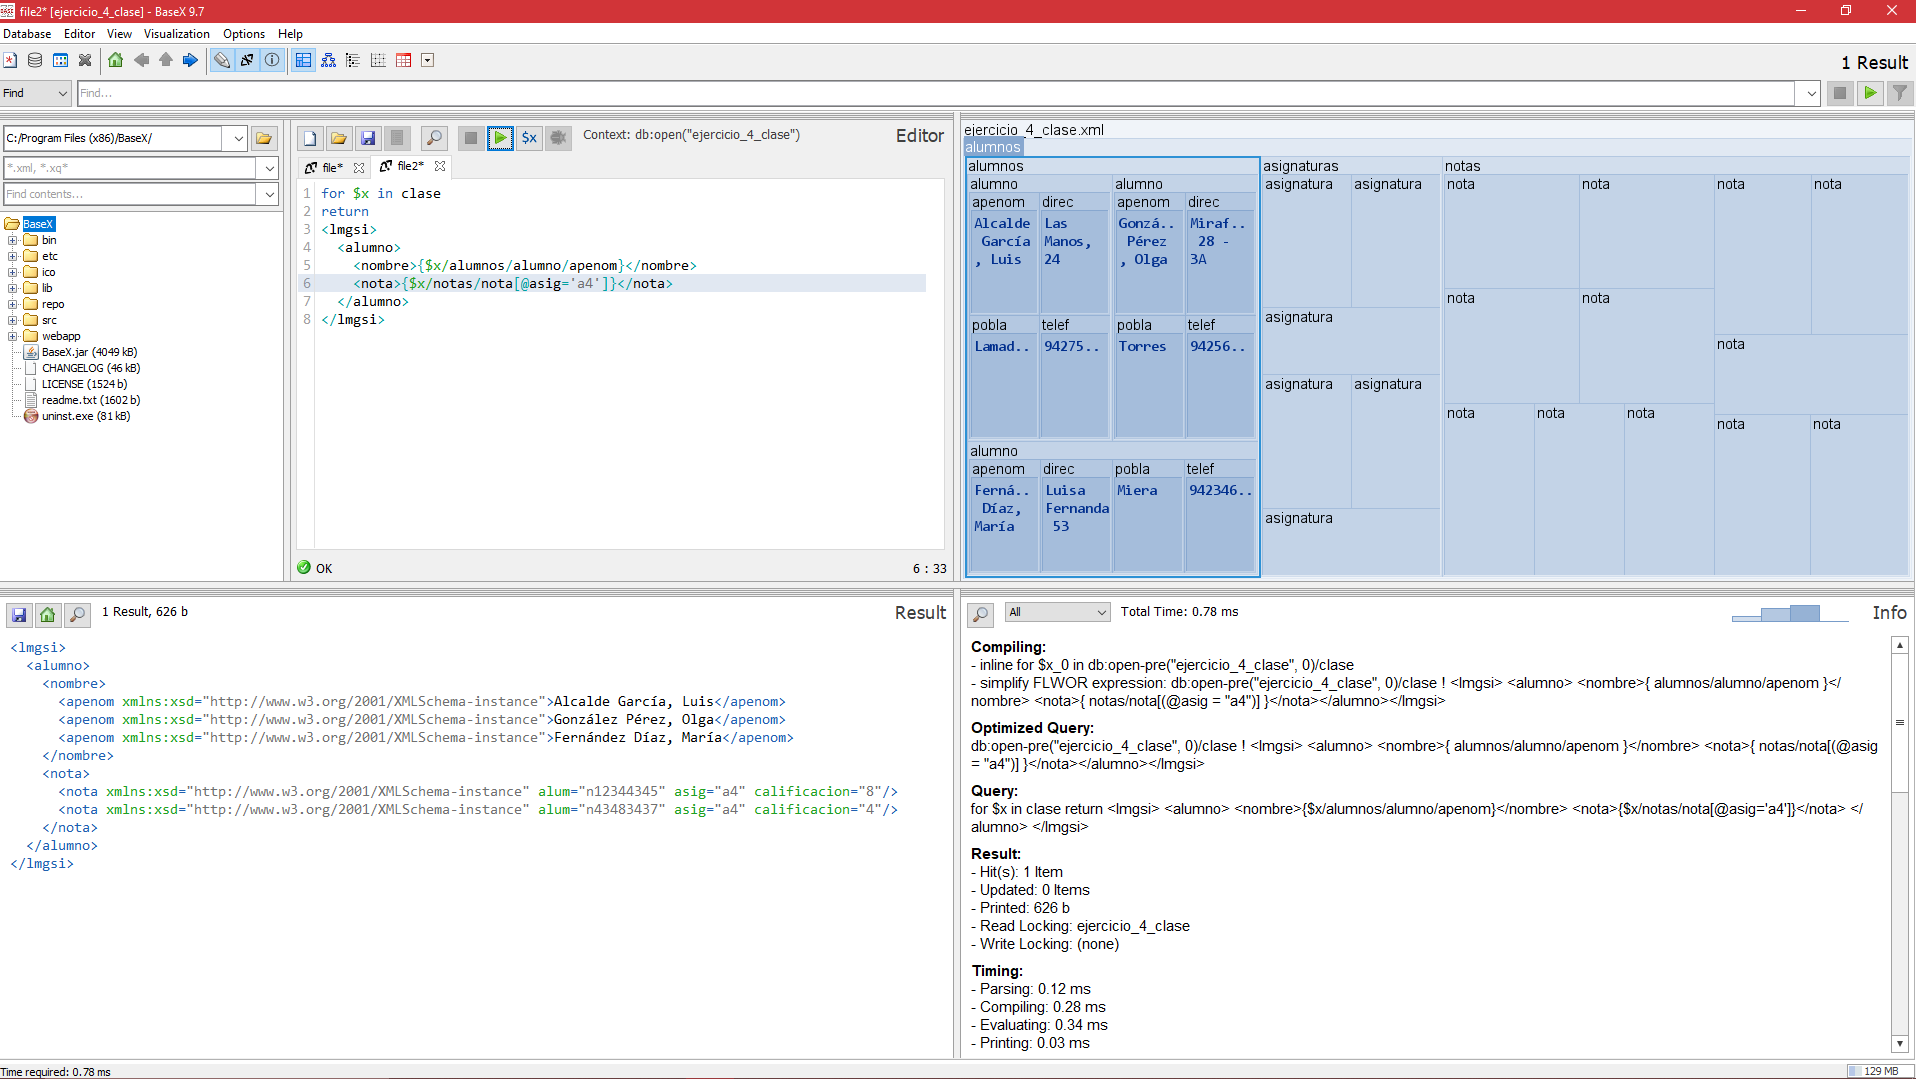 file2* [ejercicio_4_clase] - BaseX 9.7
Database Editor View Visualization Options Help
1 Result
Find
Find...
C:/Program Files (x86)/BaseX/
*.xml, *.xq*
Find contents...
BaseX
bin
etc
ico
lib
repo
src
webapp
BaseX.jar (4049 kB)
CHANGELOG (46 kB)
LICENSE (1524 b)
readme.txt (1602 b)
uninst.exe (81 kB)
$x
Context: db:open("ejercicio_4_clase")
Editor
file*
file2*
1 for $x in clase
2 return
3 <lmgsi>
4 <alumno>
5 <nombre>{$x/alumnos/alumno/apenom}</nombre>
6 <nota>{$x/notas/nota[@asig='a4']}</nota>
7 </alumno>
8 </lmgsi>
OK
6 : 33
ejercicio_4_clase.xml
alumnos
alumnos asignaturas notas
alumno alumno asignatura asignatura nota nota nota nota
apenom direc apenom direc
Alcalde García, Luis
Las Manos, 24
Gonzá.. Pérez, Olga
Miraf.. 28 - 3A
nota nota
pobla telef pobla telef
asignatura
Lamad.. 94275.. Torres 94256..
nota
asignatura asignatura
nota nota nota
nota nota
alumno
apenom direc pobla telef
Ferná.. Díaz, María
Luisa Fernanda 53
Miera
942346..
asignatura
1 Result, 626 b
Result
<lmgsi>
<alumno>
<nombre>
<apenom xmlns:xsd="http://www.w3.org/2001/XMLSchema-instance">Alcalde García, Luis</apenom>
<apenom xmlns:xsd="http://www.w3.org/2001/XMLSchema-instance">González Pérez, Olga</apenom>
<apenom xmlns:xsd="http://www.w3.org/2001/XMLSchema-instance">Fernández Díaz, María</apenom>
</nombre>
<nota>
<nota xmlns:xsd="http://www.w3.org/2001/XMLSchema-instance" alum="n12344345" asig="a4" calificacion="8"/>
<nota xmlns:xsd="http://www.w3.org/2001/XMLSchema-instance" alum="n43483437" asig="a4" calificacion="4"/>
</nota>
</alumno>
</lmgsi>
All
Total Time: 0.78 ms
Info
Compiling:
- inline for $x_0 in db:open-pre("ejercicio_4_clase", 0)/clase
- simplify FLWOR expression: db:open-pre("ejercicio_4_clase", 0)/clase ! <lmgsi> <alumno> <nombre>{ alumnos/alumno/apenom }</
nombre> <nota>{ notas/nota[(@asig = "a4")] }</nota></alumno></lmgsi>
Optimized Query:
db:open-pre("ejercicio_4_clase", 0)/clase ! <lmgsi> <alumno> <nombre>{ alumnos/alumno/apenom }</nombre> <nota>{ notas/nota[(@asig
= "a4")] }</nota></alumno></lmgsi>
Query:
for $x in clase return <lmgsi> <alumno> <nombre>{$x/alumnos/alumno/apenom}</nombre> <nota>{$x/notas/nota[@asig='a4']}</nota> </
alumno> </lmgsi>
Result:
- Hit(s): 1 Item
- Updated: 0 Items
- Printed: 626 b
- Read Locking: ejercicio_4_clase
- Write Locking: (none)
Timing:
- Parsing: 0.12 ms
- Compiling: 0.28 ms
- Evaluating: 0.34 ms
- Printing: 0.03 ms
Time required: 0.78 ms
129 MB